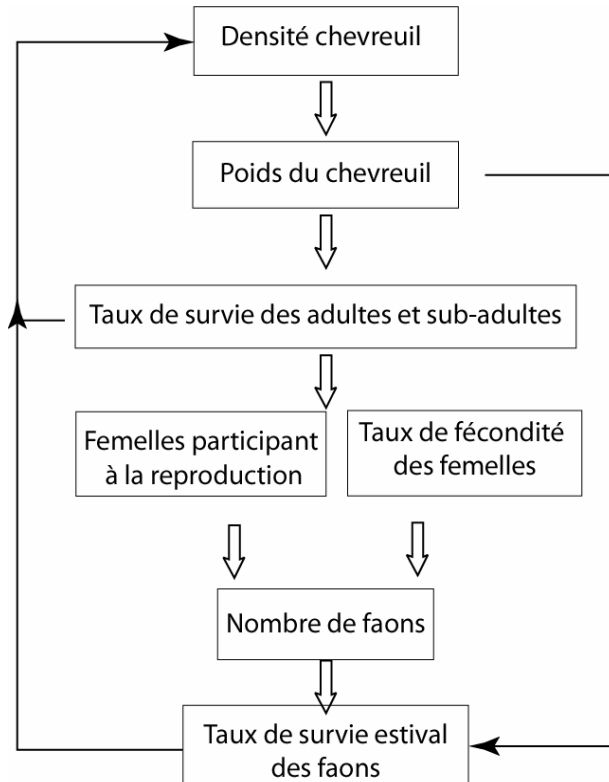 Densité chevreuil
Poids du chevreuil
Taux de survie des adultes et sub-adultes
Femelles participant
à la reproduction
Taux de fécondité
des femelles
Nombre de faons
Taux de survie estival
des faons